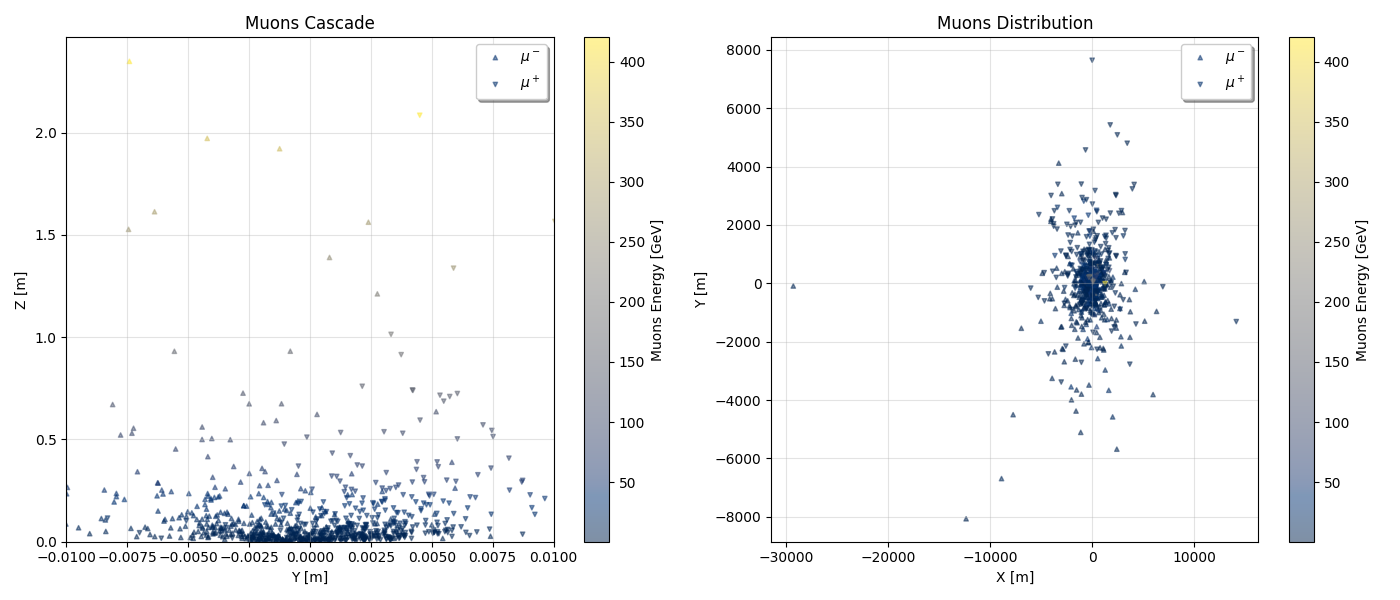 Muons Cascade
Z [m]
2.0
1.5
1.0
0.5
0.0
−0.0100 −0.0075 −0.0050 −0.0025 0.0000 0.0025 0.0050 0.0075 0.0100
Y [m]
μ⁻
μ⁺
400
350
300
250
200
150
100
50
Muons Energy [GeV]
Muons Distribution
Y [m]
8000
6000
4000
2000
0
−2000
−4000
−6000
−8000
−30000 −20000 −10000 0 10000
X [m]
μ⁻
μ⁺
400
350
300
250
200
150
100
50
Muons Energy [GeV]